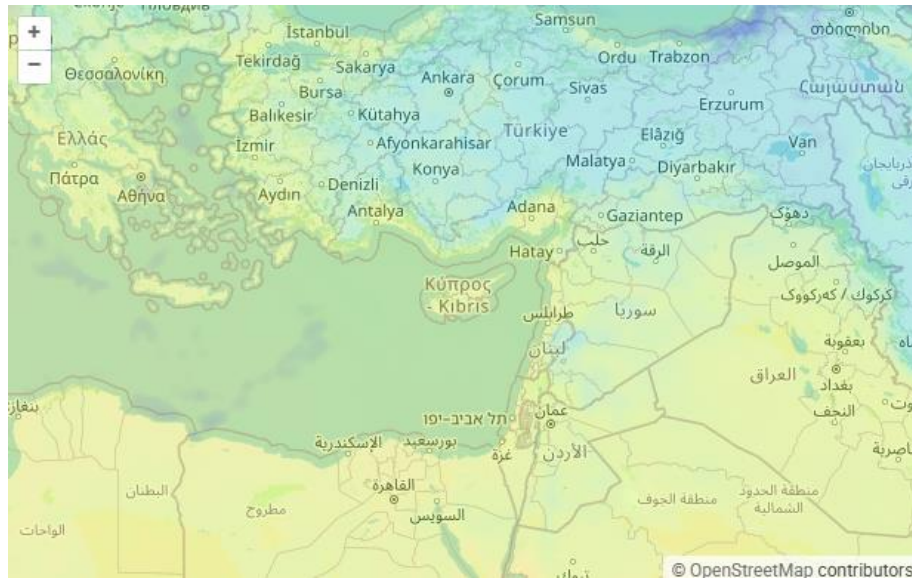 Пловдив
Samsun
+
İstanbul
თბილისი
Tekirdağ
Sakarya
Ordu
Trabzon
Θεσσαλονίκη
Ankara
Çorum
−
Bursa
Sivas
Հայաստան
Erzurum
Balıkesir
Kütahya
Türkiye
Ελλάς
İzmir
Afyonkarahisar
Elâzığ
Van
Malatya
Diyarbakır
Πάτρα
Konya
Αθήνα
Aydın
Denizli
Antalya
Adana
Gaziantep
دهۆک
Hatay
حلب
الرقة
الموصل
Κύπρος
- Kıbrıs
كركوك / کەرکووک
طرابلس
سوريا
لبنان
بعقوبة
العراق
بغداد
תל אביב-יפו
عمان
النجف
الإسكندرية
بورسعيد
غزة
الأردن
القاهرة
البطنان
منطقة الجوف
منطقة الحدود
الشمالية
مطروح
السويس
الواحات
تبوك
© OpenStreetMap contributors